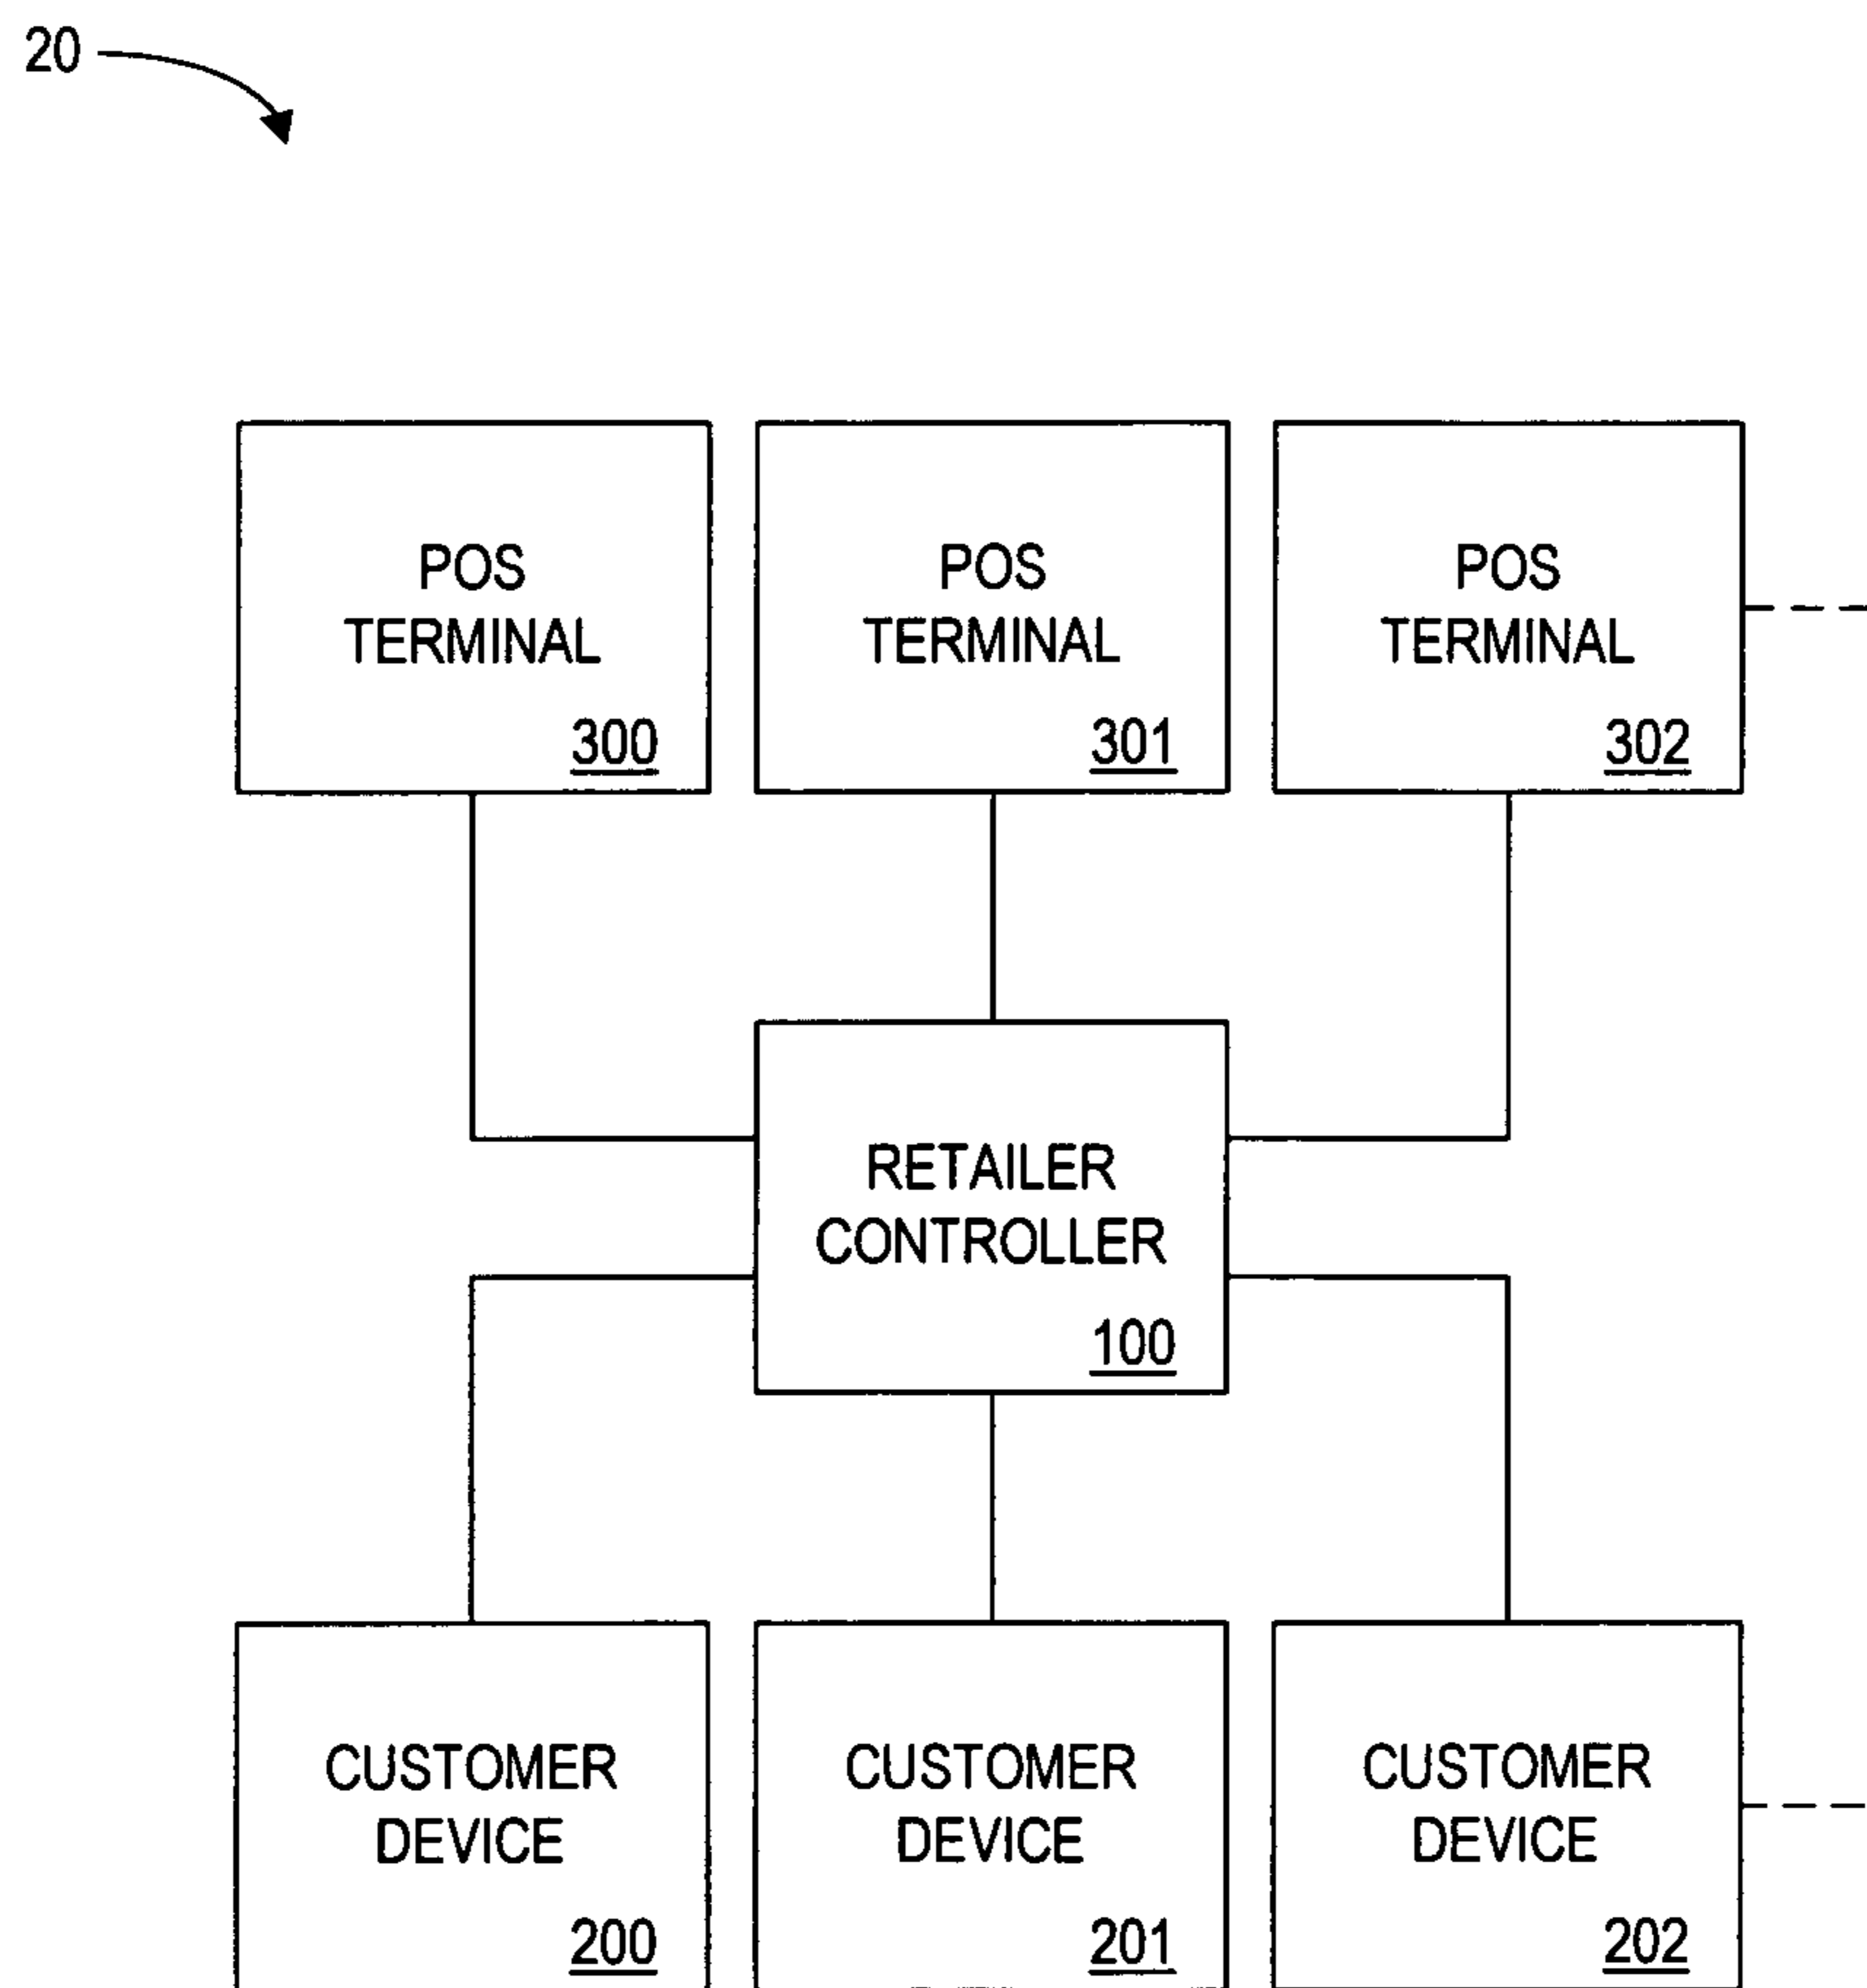 20
POS
TERMINAL
300
POS
TERMINAL
301
POS
TERMINAL
302
RETAILER
CONTROLLER
100
CUSTOMER
DEVICE
200
CUSTOMER
DEVICE
201
CUSTOMER
DEVICE
202